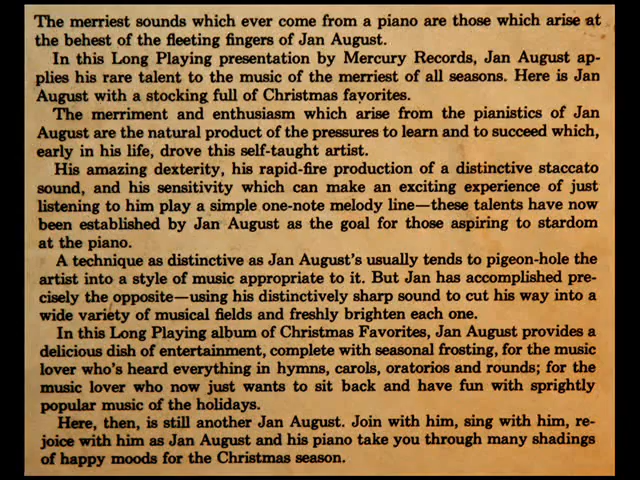 The merriest sounds which ever come from a piano are those which arise at
the behest of the fleeting fingers of Jan August.
In this Long Playing presentation by Mercury Records, Jan August ap-
plies his rare talent to the music of the merriest of all seasons. Here is Jan
August with a stocking full of Christmas favorites.
The merriment and enthusiasm which arise from the pianistics of Jan
August are the natural product of the pressures to learn and to succeed which,
early in his life, drove this self-taught artist.
His amazing dexterity, his rapid-fire production of a distinctive staccato
sound, and his sensitivity which can make an exciting experience of just
listening to him play a simple one-note melody line—these talents have now
been established by Jan August as the goal for those aspiring to stardom
at the piano.
A technique as distinctive as Jan August's usually tends to pigeon-hole the
artist into a style of music appropriate to it. But Jan has accomplished pre-
cisely the opposite—using his distinctively sharp sound to cut his way into a
wide variety of musical fields and freshly brighten each one.
In this Long Playing album of Christmas Favorites, Jan August provides a
delicious dish of entertainment, complete with seasonal frosting, for the music
lover who's heard everything in hymns, carols, oratorios and rounds; for the
music lover who now just wants to sit back and have fun with sprightly
popular music of the holidays.
Here, then, is still another Jan August. Join with him, sing with him, re-
joice with him as Jan August and his piano take you through many shadings
of happy moods for the Christmas season.